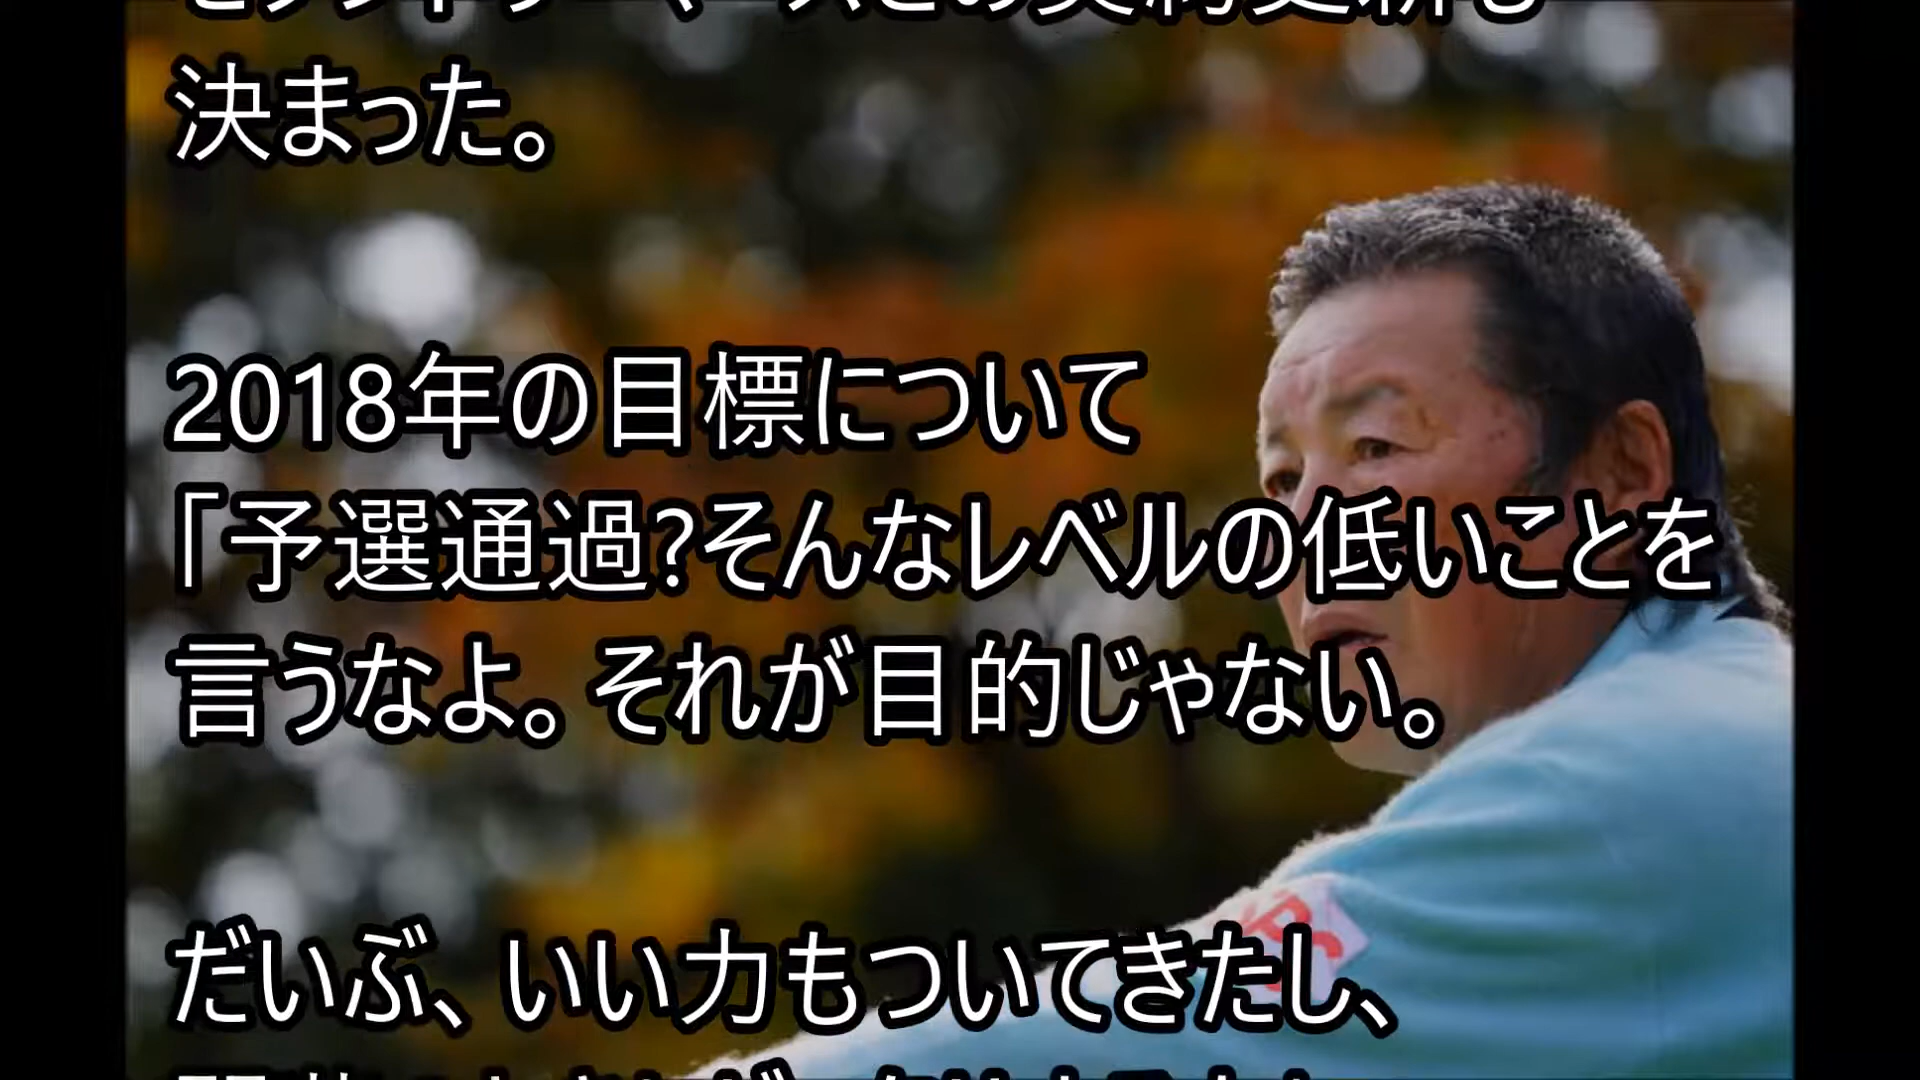 決まった。
2018年の目標について
「予選通過?そんなレベルの低いことを
言うなよ。それが目的じゃない。
だいぶ、いい力もついてきたし、